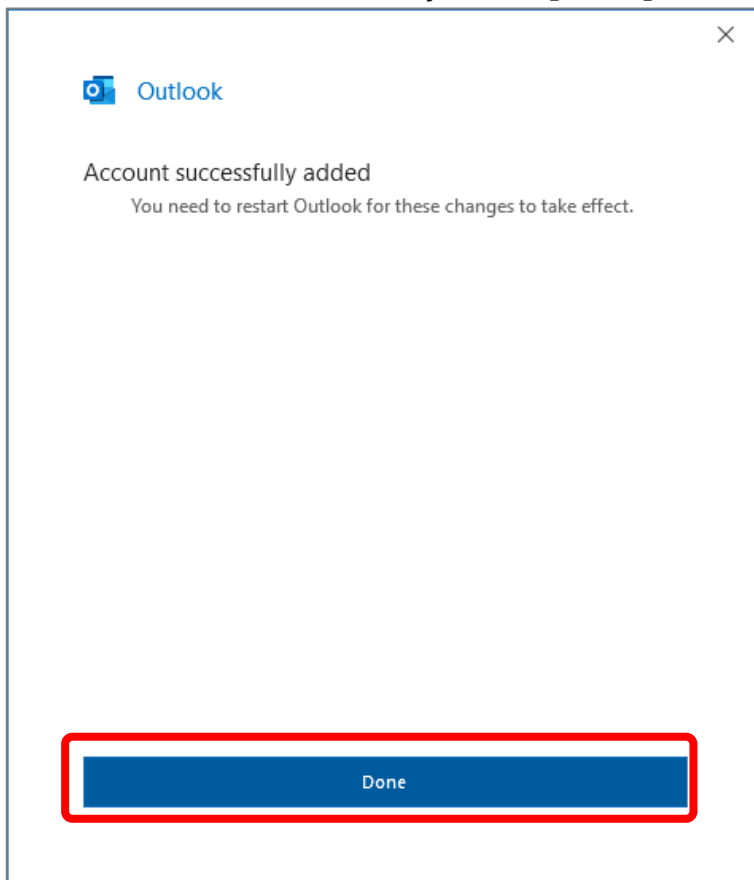 Outlook
Account successfully added
You need to restart Outlook for these changes to take effect.
Done